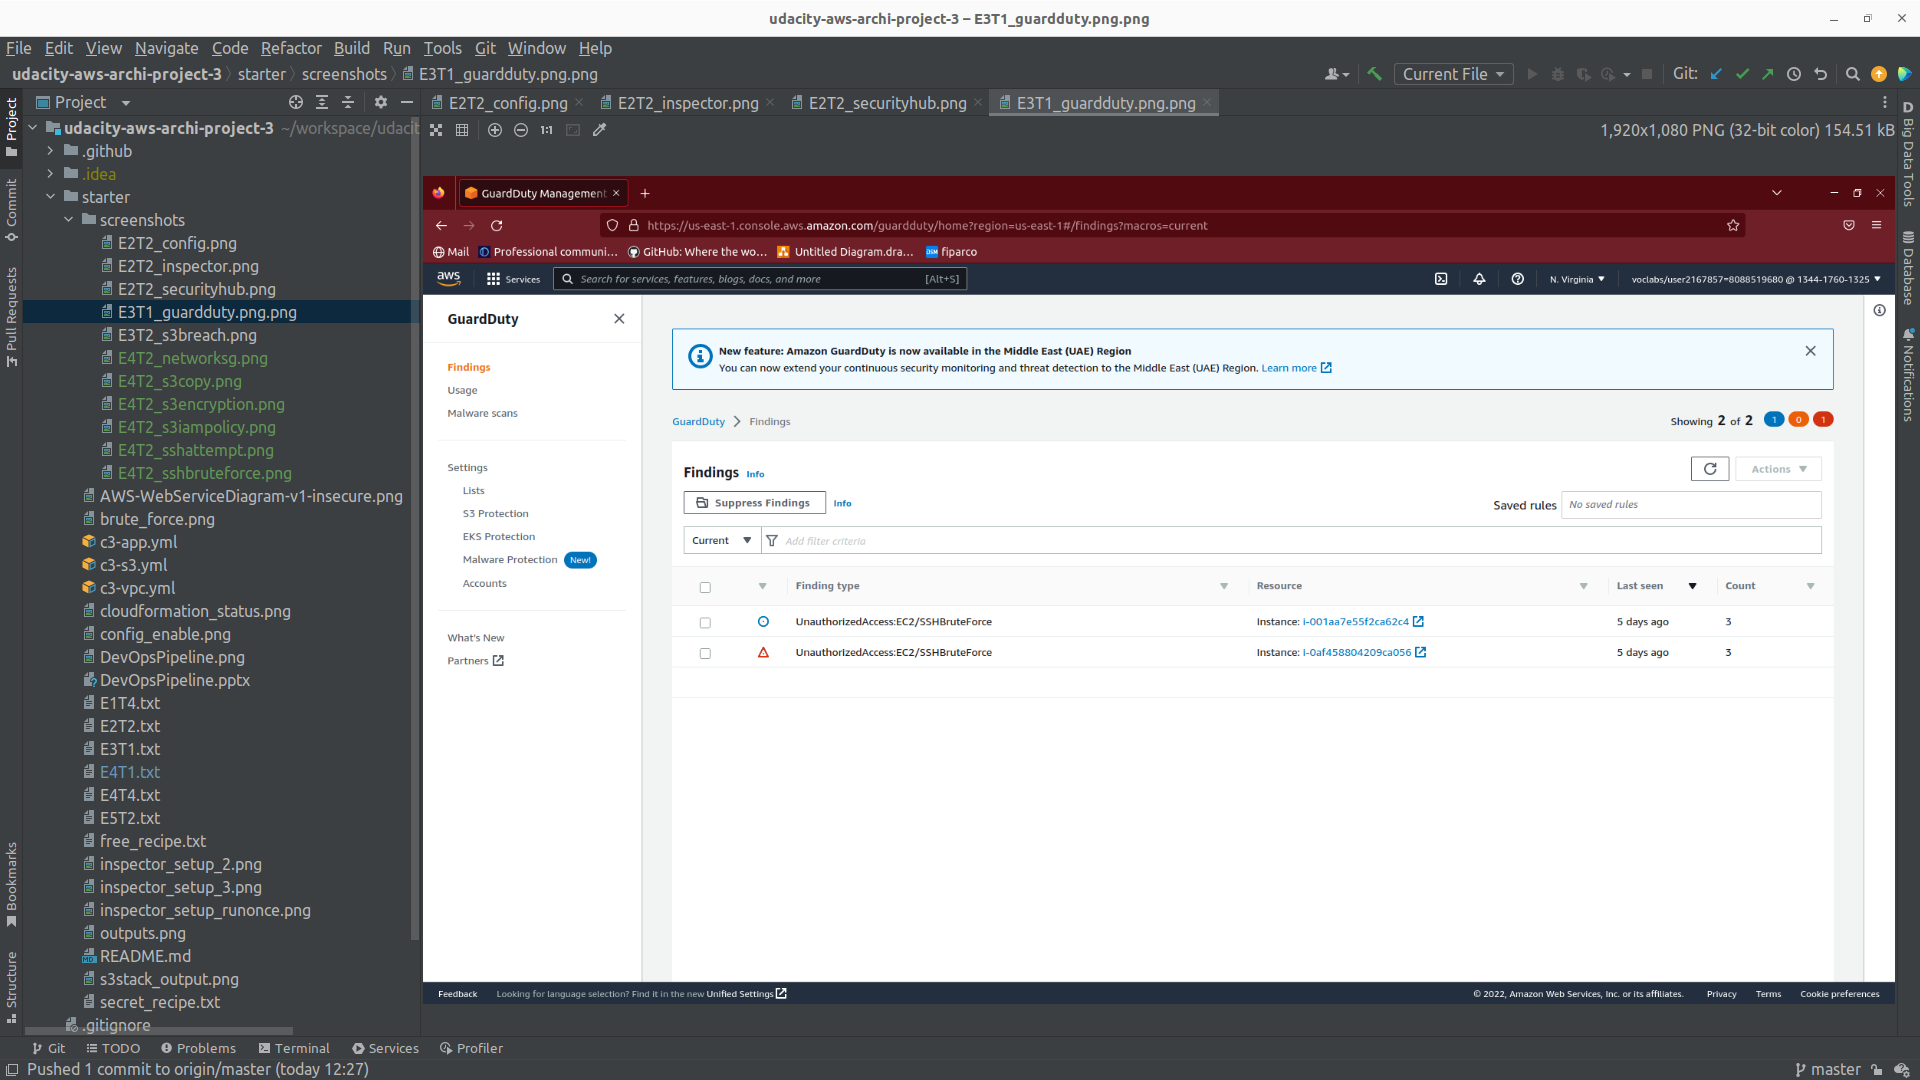 udacity-aws-archi-project-3 – E3T1_guardduty.png.png
File Edit View Navigate Code Refactor Build Run Tools Git Window Help
udacity-aws-archi-project-3 starter screenshots E3T1_guardduty.png.png
Current File
Git:
Project
E2T2_config.png
E2T2_inspector.png
E2T2_securityhub.png
E3T1_guardduty.png.png
1:1
1,920x1,080 PNG (32-bit color) 154.51 kB
Project
Commit
Pull Requests
Bookmarks
Structure
udacity-aws-archi-project-3 ~/workspace/udacit
.github
.idea
starter
screenshots
E2T2_config.png
E2T2_inspector.png
E2T2_securityhub.png
E3T1_guardduty.png.png
E3T2_s3breach.png
E4T2_networksg.png
E4T2_s3copy.png
E4T2_s3encryption.png
E4T2_s3iampolicy.png
E4T2_sshattempt.png
E4T2_sshbruteforce.png
AWS-WebServiceDiagram-v1-insecure.png
brute_force.png
c3-app.yml
c3-s3.yml
c3-vpc.yml
cloudformation_status.png
config_enable.png
DevOpsPipeline.png
DevOpsPipeline.pptx
E1T4.txt
E2T2.txt
E3T1.txt
E4T1.txt
E4T4.txt
E5T2.txt
free_recipe.txt
inspector_setup_2.png
inspector_setup_3.png
inspector_setup_runonce.png
outputs.png
README.md
s3stack_output.png
secret_recipe.txt
.gitignore
GuardDuty Management
https://us-east-1.console.aws.amazon.com/guardduty/home?region=us-east-1#/findings?macros=current
Mail Professional communi… GitHub: Where the wo… Untitled Diagram.dra… fiparco
aws Services Search for services, features, blogs, docs, and more [Alt+S] N. Virginia voclabs/user2167857=8088519680 @ 1344-1760-1325
GuardDuty
Findings
Usage
Malware scans
Settings
Lists
S3 Protection
EKS Protection
Malware Protection New!
Accounts
What's New
Partners
New feature: Amazon GuardDuty is now available in the Middle East (UAE) Region
You can now extend your continuous security monitoring and threat detection to the Middle East (UAE) Region. Learn more
GuardDuty Findings
Showing 2 of 2 1 0 1
Findings Info
Actions
Suppress Findings Info
Saved rules No saved rules
Current Add filter criteria
Finding type Resource Last seen Count
UnauthorizedAccess:EC2/SSHBruteForce Instance: i-001aa7e55f2ca62c4 5 days ago 3
UnauthorizedAccess:EC2/SSHBruteForce Instance: i-0af458804209ca056 5 days ago 3
Feedback Looking for language selection? Find it in the new Unified Settings © 2022, Amazon Web Services, Inc. or its affiliates. Privacy Terms Cookie preferences
D Big Data Tools
Database
Notifications
Git TODO Problems Terminal Services Profiler
Pushed 1 commit to origin/master (today 12:27)
master